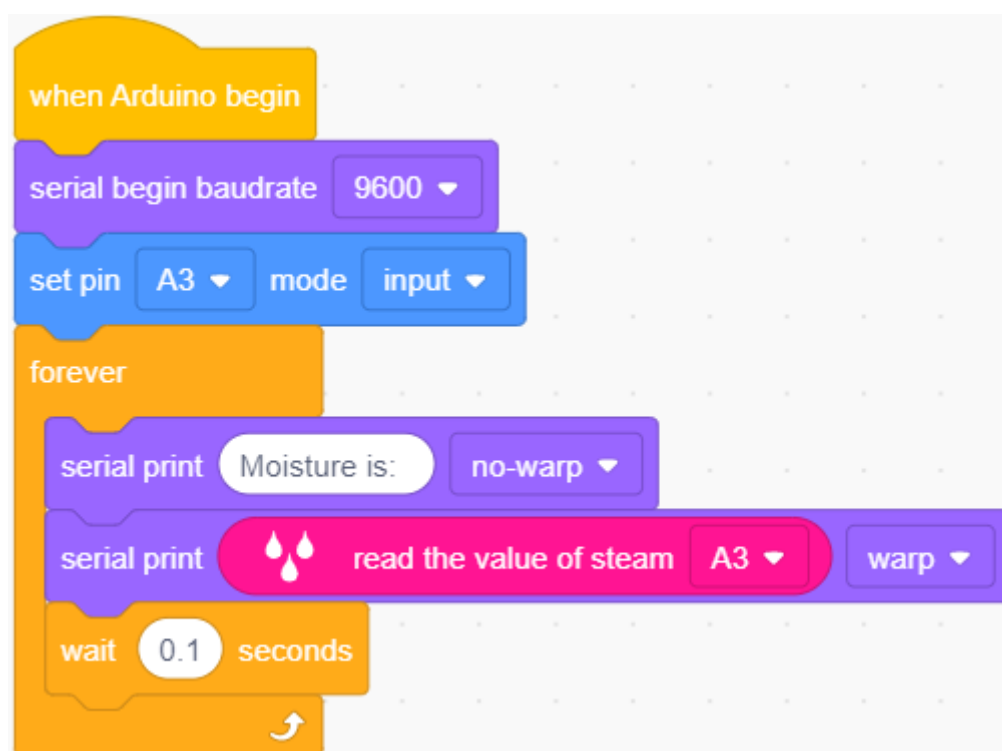 when Arduino begin
serial begin baudrate 9600
set pin A3 mode input
forever
serial print Moisture is: no-warp
serial print read the value of steam A3 warp
wait 0.1 seconds